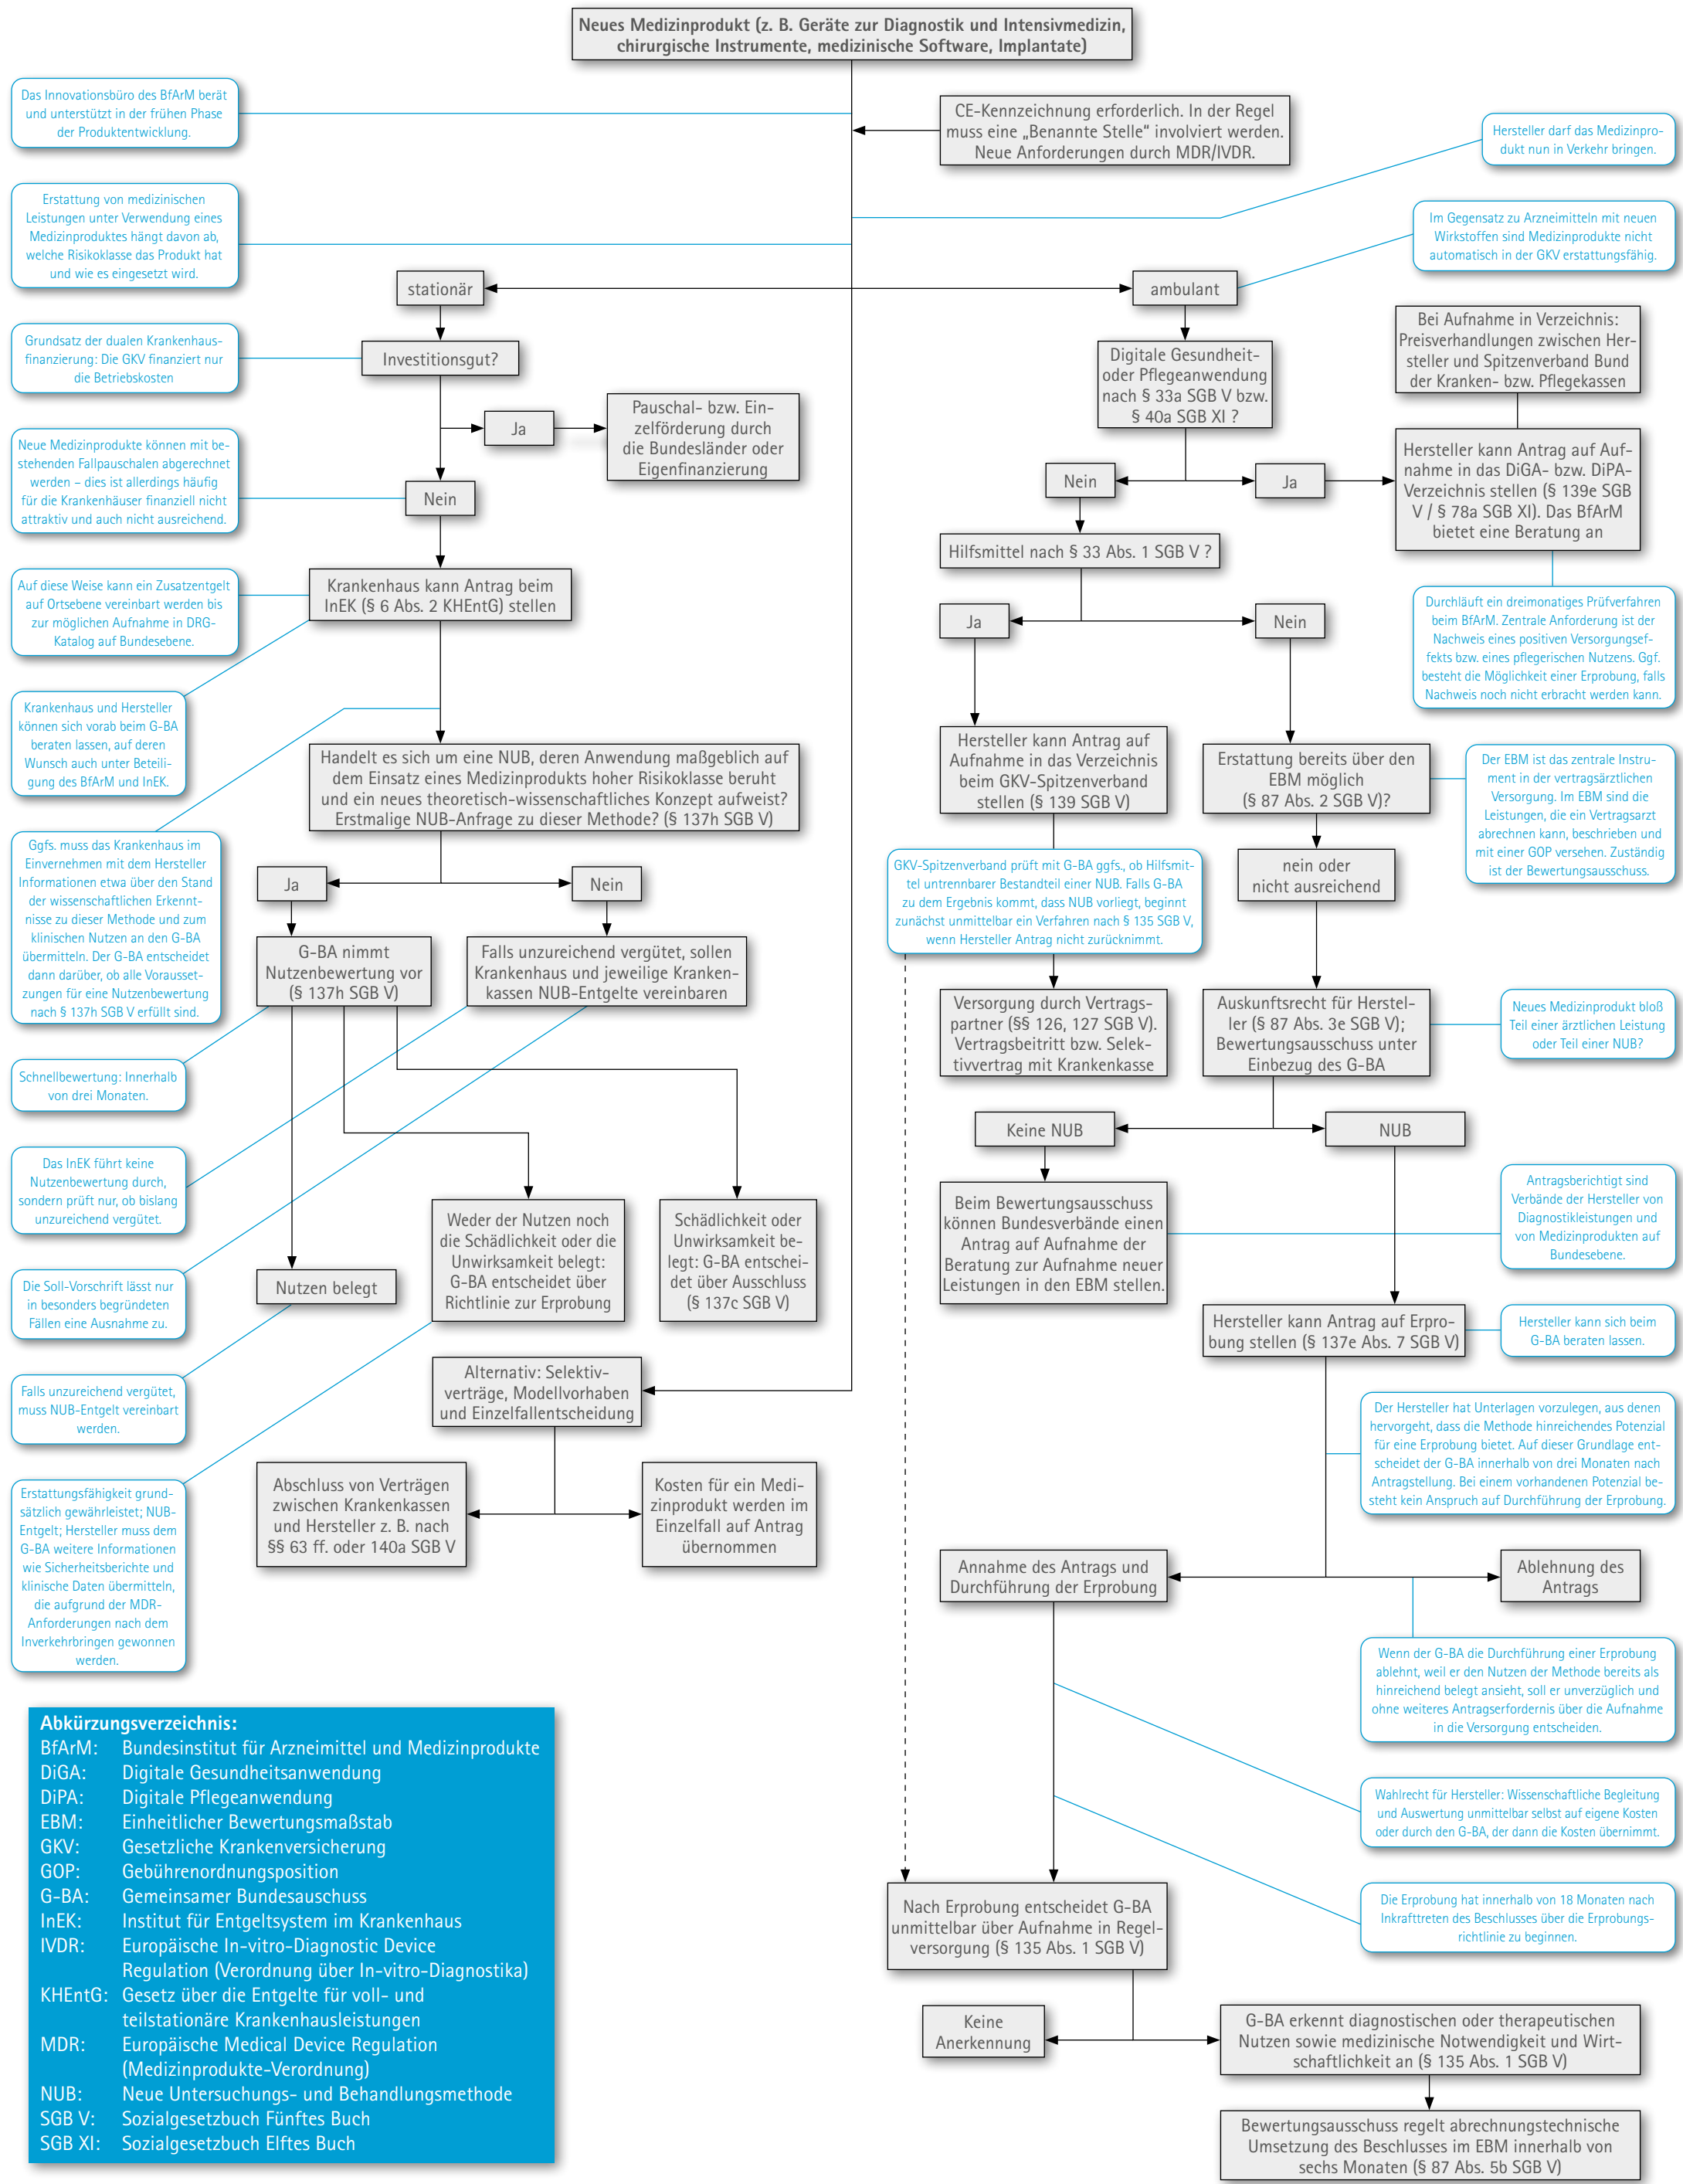 Neues Medizinprodukt (z. B. Geräte zur Diagnostik und Intensivmedizin,
chirurgische Instrumente, medizinische Software, Implantate)
Das Innovationsbüro des BfArM berät
und unterstützt in der frühen Phase
der Produktentwicklung.
CE-Kennzeichnung erforderlich. In der Regel
muss eine „Benannte Stelle“ involviert werden.
Neue Anforderungen durch MDR/IVDR.
Hersteller darf das Medizinpro-
dukt nun in Verkehr bringen.
Erstattung von medizinischen
Leistungen unter Verwendung eines
Medizinproduktes hängt davon ab,
welche Risikoklasse das Produkt hat
und wie es eingesetzt wird.
Im Gegensatz zu Arzneimitteln mit neuen
Wirkstoffen sind Medizinprodukte nicht
automatisch in der GKV erstattungsfähig.
stationär
ambulant
Grundsatz der dualen Krankenhaus-
finanzierung: Die GKV finanziert nur
die Betriebskosten
Investitionsgut?
Ja
Pauschal- bzw. Ein-
zelförderung durch
die Bundesländer oder
Eigenfinanzierung
Neue Medizinprodukte können mit be-
stehenden Fallpauschalen abgerechnet
werden – dies ist allerdings häufig
für die Krankenhäuser finanziell nicht
attraktiv und auch nicht ausreichend.
Nein
Auf diese Weise kann ein Zusatzentgelt
auf Ortsebene vereinbart werden bis
zur möglichen Aufnahme in DRG-
Katalog auf Bundesebene.
Krankenhaus kann Antrag beim
InEK (§ 6 Abs. 2 KHEntG) stellen
Krankenhaus und Hersteller
können sich vorab beim G-BA
beraten lassen, auf deren
Wunsch auch unter Beteili-
gung des BfArM und InEK.
Handelt es sich um eine NUB, deren Anwendung maßgeblich auf
dem Einsatz eines Medizinprodukts hoher Risikoklasse beruht
und ein neues theoretisch-wissenschaftliches Konzept aufweist?
Erstmalige NUB-Anfrage zu dieser Methode? (§ 137h SGB V)
Ggfs. muss das Krankenhaus im
Einvernehmen mit dem Hersteller
Informationen etwa über den Stand
der wissenschaftlichen Erkennt-
nisse zu dieser Methode und zum
klinischen Nutzen an den G-BA
übermitteln. Der G-BA entscheidet
dann darüber, ob alle Vorausset-
zungen für eine Nutzenbewertung
nach § 137h SGB V erfüllt sind.
Ja
Nein
G-BA nimmt
Nutzenbewertung vor
(§ 137h SGB V)
Falls unzureichend vergütet, sollen
Krankenhaus und jeweilige Kranken-
kassen NUB-Entgelte vereinbaren
Schnellbewertung: Innerhalb
von drei Monaten.
Das InEK führt keine
Nutzenbewertung durch,
sondern prüft nur, ob bislang
unzureichend vergütet.
Die Soll-Vorschrift lässt nur
in besonders begründeten
Fällen eine Ausnahme zu.
Nutzen belegt
Weder der Nutzen noch
die Schädlichkeit oder die
Unwirksamkeit belegt:
G-BA entscheidet über
Richtlinie zur Erprobung
Schädlichkeit oder
Unwirksamkeit be-
legt: G-BA entschei-
det über Ausschluss
(§ 137c SGB V)
Falls unzureichend vergütet,
muss NUB-Entgelt vereinbart
werden.
Erstattungsfähigkeit grund-
sätzlich gewährleistet; NUB-
Entgelt; Hersteller muss dem
G-BA weitere Informationen
wie Sicherheitsberichte und
klinische Daten übermitteln,
die aufgrund der MDR-
Anforderungen nach dem
Inverkehrbringen gewonnen
werden.
Alternativ: Selektiv-
verträge, Modellvorhaben
und Einzelfallentscheidung
Abschluss von Verträgen
zwischen Krankenkassen
und Hersteller z. B. nach
§§ 63 ff. oder 140a SGB V
Kosten für ein Medi-
zinprodukt werden im
Einzelfall auf Antrag
übernommen
Digitale Gesundheit-
oder Pflegeanwendung
nach § 33a SGB V bzw.
§ 40a SGB XI ?
Bei Aufnahme in Verzeichnis:
Preisverhandlungen zwischen Her-
steller und Spitzenverband Bund
der Kranken- bzw. Pflegekassen
Nein
Ja
Hersteller kann Antrag auf Auf-
nahme in das DiGA- bzw. DiPA-
Verzeichnis stellen (§ 139e SGB
V / § 78a SGB XI). Das BfArM
bietet eine Beratung an
Hilfsmittel nach § 33 Abs. 1 SGB V ?
Durchläuft ein dreimonatiges Prüfverfahren
beim BfArM. Zentrale Anforderung ist der
Nachweis eines positiven Versorgungsef-
fekts bzw. eines pflegerischen Nutzens. Ggf.
besteht die Möglichkeit einer Erprobung, falls
Nachweis noch nicht erbracht werden kann.
Ja
Nein
Hersteller kann Antrag auf
Aufnahme in das Verzeichnis
beim GKV-Spitzenverband
stellen (§ 139 SGB V)
Erstattung bereits über den
EBM möglich
(§ 87 Abs. 2 SGB V)?
Der EBM ist das zentrale Instru-
ment in der vertragsärztlichen
Versorgung. Im EBM sind die
Leistungen, die ein Vertragsarzt
abrechnen kann, beschrieben und
mit einer GOP versehen. Zuständig
ist der Bewertungsausschuss.
GKV-Spitzenverband prüft mit G-BA ggfs., ob Hilfsmit-
tel untrennbarer Bestandteil einer NUB. Falls G-BA
zu dem Ergebnis kommt, dass NUB vorliegt, beginnt
zunächst unmittelbar ein Verfahren nach § 135 SGB V,
wenn Hersteller Antrag nicht zurücknimmt.
nein oder
nicht ausreichend
Versorgung durch Vertrags-
partner (§§ 126, 127 SGB V).
Vertragsbeitritt bzw. Selek-
tivvertrag mit Krankenkasse
Auskunftsrecht für Herstel-
ler (§ 87 Abs. 3e SGB V);
Bewertungsausschuss unter
Einbezug des G-BA
Neues Medizinprodukt bloß
Teil einer ärztlichen Leistung
oder Teil einer NUB?
Keine NUB
NUB
Beim Bewertungsausschuss
können Bundesverbände einen
Antrag auf Aufnahme der
Beratung zur Aufnahme neuer
Leistungen in den EBM stellen.
Antragsberichtigt sind
Verbände der Hersteller von
Diagnostikleistungen und
von Medizinprodukten auf
Bundesebene.
Hersteller kann Antrag auf Erpro-
bung stellen (§ 137e Abs. 7 SGB V)
Hersteller kann sich beim
G-BA beraten lassen.
Der Hersteller hat Unterlagen vorzulegen, aus denen
hervorgeht, dass die Methode hinreichendes Potenzial
für eine Erprobung bietet. Auf dieser Grundlage ent-
scheidet der G-BA innerhalb von drei Monaten nach
Antragstellung. Bei einem vorhandenen Potenzial be-
steht kein Anspruch auf Durchführung der Erprobung.
Annahme des Antrags und
Durchführung der Erprobung
Ablehnung des
Antrags
Wenn der G-BA die Durchführung einer Erprobung
ablehnt, weil er den Nutzen der Methode bereits als
hinreichend belegt ansieht, soll er unverzüglich und
ohne weiteres Antragserfordernis über die Aufnahme
in die Versorgung entscheiden.
Wahlrecht für Hersteller: Wissenschaftliche Begleitung
und Auswertung unmittelbar selbst auf eigene Kosten
oder durch den G-BA, der dann die Kosten übernimmt.
Die Erprobung hat innerhalb von 18 Monaten nach
Inkrafttreten des Beschlusses über die Erprobungs-
richtlinie zu beginnen.
Nach Erprobung entscheidet G-BA
unmittelbar über Aufnahme in Regel-
versorgung (§ 135 Abs. 1 SGB V)
Keine
Anerkennung
G-BA erkennt diagnostischen oder therapeutischen
Nutzen sowie medizinische Notwendigkeit und Wirt-
schaftlichkeit an (§ 135 Abs. 1 SGB V)
Bewertungsausschuss regelt abrechnungstechnische
Umsetzung des Beschlusses im EBM innerhalb von
sechs Monaten (§ 87 Abs. 5b SGB V)
Abkürzungsverzeichnis:
BfArM: Bundesinstitut für Arzneimittel und Medizinprodukte
DiGA: Digitale Gesundheitsanwendung
DiPA: Digitale Pflegeanwendung
EBM: Einheitlicher Bewertungsmaßstab
GKV: Gesetzliche Krankenversicherung
GOP: Gebührenordnungsposition
G-BA: Gemeinsamer Bundesauschuss
InEK: Institut für Entgeltsystem im Krankenhaus
IVDR: Europäische In-vitro-Diagnostic Device
Regulation (Verordnung über In-vitro-Diagnostika)
KHEntG: Gesetz über die Entgelte für voll- und
teilstationäre Krankenhausleistungen
MDR: Europäische Medical Device Regulation
(Medizinprodukte-Verordnung)
NUB: Neue Untersuchungs- und Behandlungsmethode
SGB V: Sozialgesetzbuch Fünftes Buch
SGB XI: Sozialgesetzbuch Elftes Buch